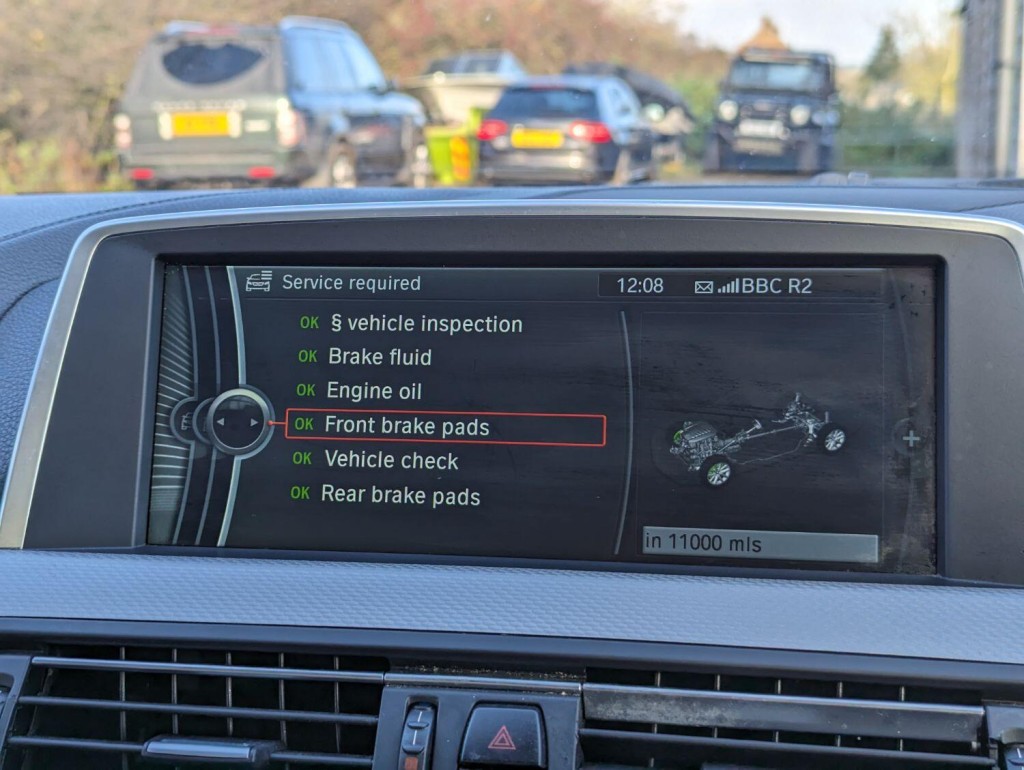 Service required
12:08
BBC R2
OK § vehicle inspection
OK Brake fluid
OK Engine oil
OK Front brake pads
OK Vehicle check
OK Rear brake pads
in 11000 mls